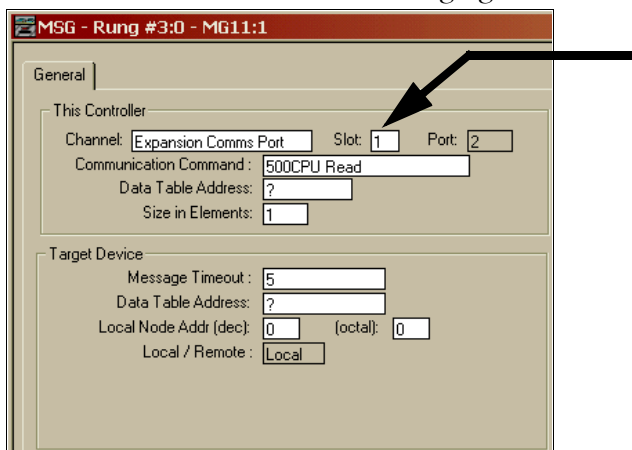 MSG - Rung #3:0 - MG11:1
General
This Controller
Channel: Expansion Comms Port Slot: 1 Port: 2
Communication Command : 500CPU Read
Data Table Address: ?
Size in Elements: 1
Target Device
Message Timeout : 5
Data Table Address: ?
Local Node Addr (dec): 0 (octal): 0
Local / Remote : Local